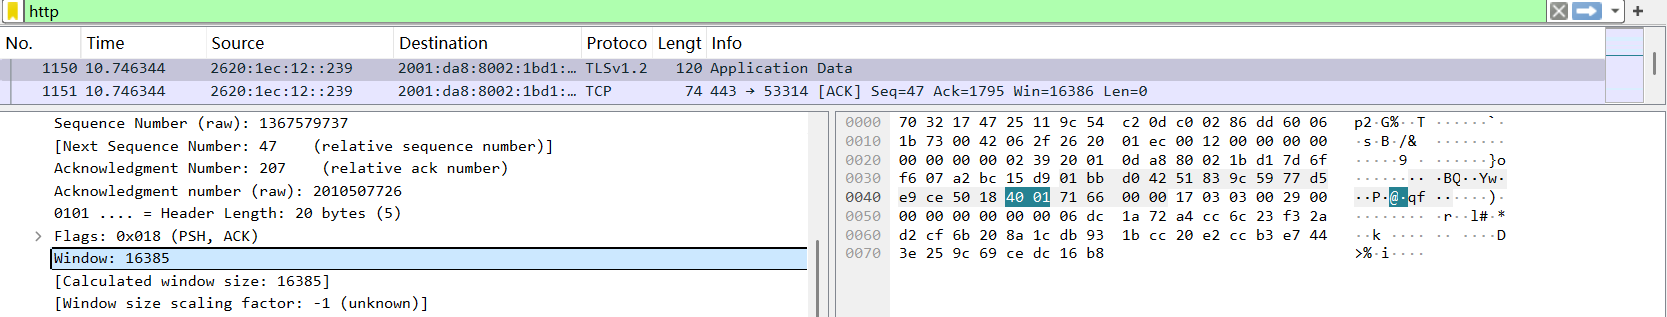 http
No. Time Source Destination Protoco Lengt Info
1150 10.746344 2620:1ec:12::239 2001:da8:8002:1bd1:… TLSv1.2 120 Application Data
1151 10.746344 2620:1ec:12::239 2001:da8:8002:1bd1:… TCP 74 443 → 53314 [ACK] Seq=47 Ack=1795 Win=16386 Len=0
Sequence Number (raw): 1367579737
[Next Sequence Number: 47 (relative sequence number)]
Acknowledgment Number: 207 (relative ack number)
Acknowledgment number (raw): 2010507726
0101 .... = Header Length: 20 bytes (5)
Flags: 0x018 (PSH, ACK)
Window: 16385
[Calculated window size: 16385]
[Window size scaling factor: -1 (unknown)]
0000 70 32 17 47 25 11 9c 54 c2 0d c0 02 86 dd 60 06 p2·G%··T ······`·
0010 1b 73 00 42 06 2f 26 20 01 ec 00 12 00 00 00 00 ·s·B·/& ········
0020 00 00 00 00 02 39 20 01 0d a8 80 02 1b d1 7d 6f ·····9 · ······}o
0030 f6 07 a2 bc 15 d9 01 bb d0 42 51 83 9c 59 77 d5 ········ ·BQ··Yw·
0040 e9 ce 50 18 40 01 71 66 00 00 17 03 03 00 29 00 ··P·@·qf ······)·
0050 00 00 00 00 00 00 06 dc 1a 72 a4 cc 6c 23 f3 2a ········ ·r··l#·*
0060 d2 cf 6b 20 8a 1c db 93 1b cc 20 e2 cc b3 e7 44 ··k ···· ·· ····D
0070 3e 25 9c 69 ce dc 16 b8 >%·i····